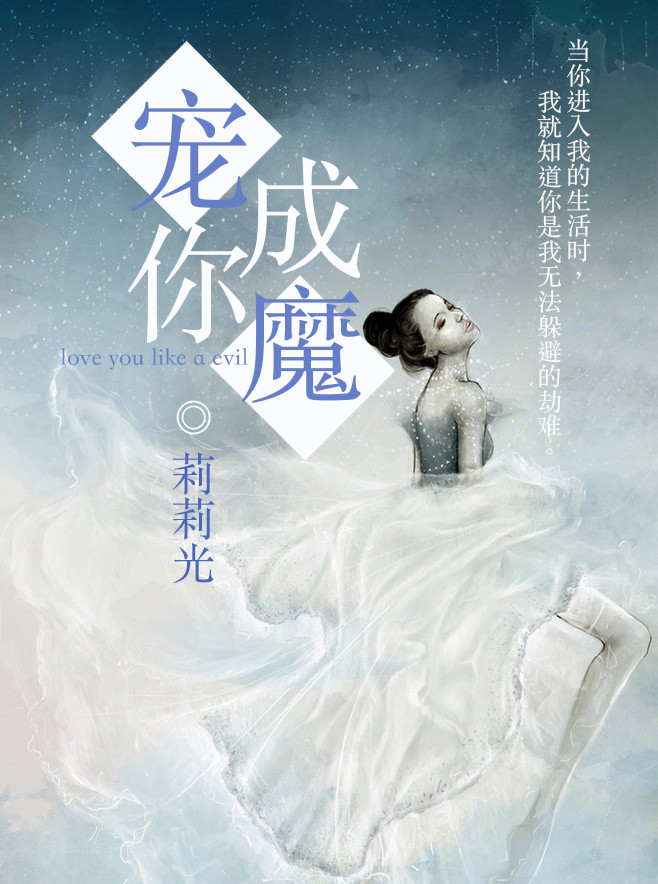 宠你成魔
love you like a evil
◎莉莉光
当你进入我的生活时，
我就知道你是我无法躲避的劫难。